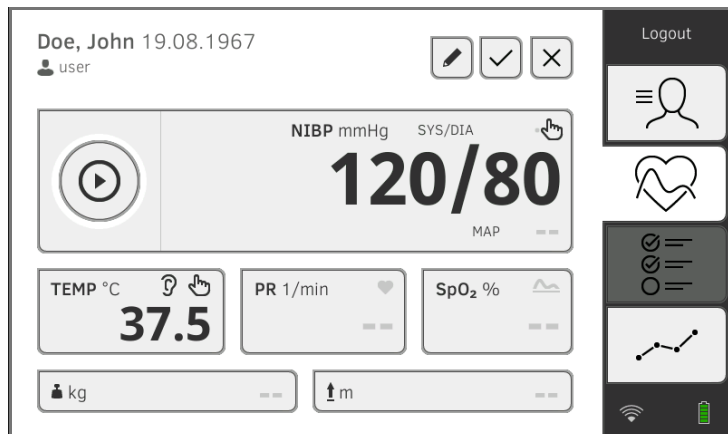 Doe, John 19.08.1967
user
Logout
NIBP mmHg SYS/DIA
120/80
MAP --
TEMP °C
37.5
PR 1/min
--
SpO₂ %
--
kg --
m --